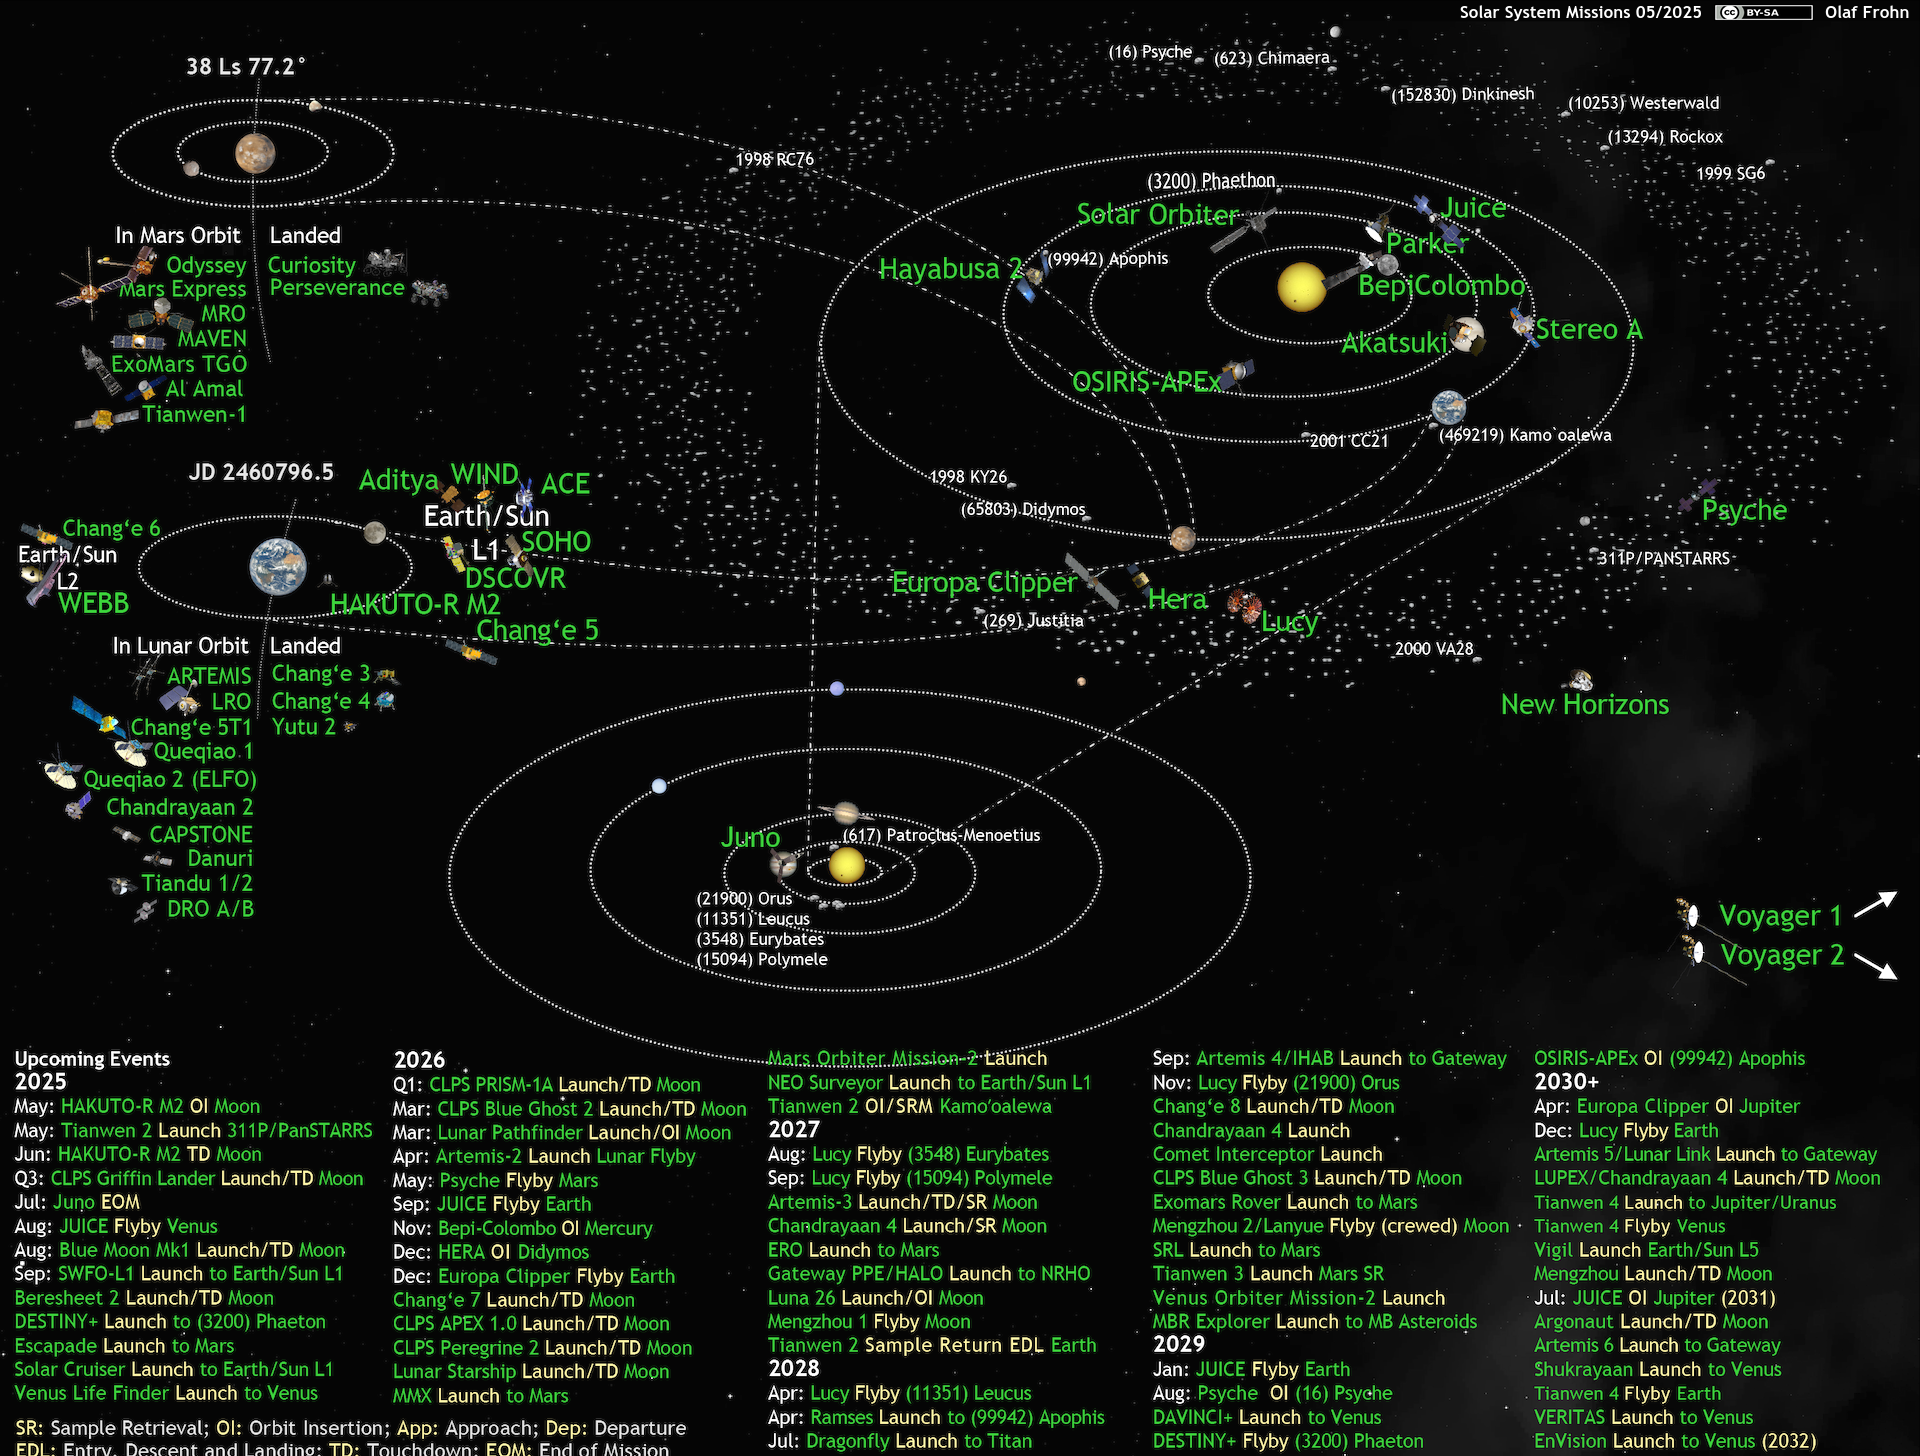 Solar System Missions 05/2025 cc BY-SA Olaf Frohn
38 Ls 77.2°
(16) Psyche
(623) Chimaera
(152830) Dinkinesh
(10253) Westerwald
(13294) Rockox
1999 SG6
1998 RC76
(3200) Phaethon
Solar Orbiter
Juice
Parker
Hayabusa 2
(99942) Apophis
BepiColombo
Akatsuki
Stereo A
OSIRIS-APEx
2001 CC21
(469219) Kamo`oalewa
1998 KY26
(65803) Didymos
Psyche
311P/PANSTARRS
Europa Clipper
Hera
Lucy
(269) Justitia
2000 VA28
New Horizons
In Mars Orbit
Odyssey
Mars Express
MRO
MAVEN
ExoMars TGO
Al Amal
Tianwen-1
Landed
Curiosity
Perseverance
JD 2460796.5
Aditya
WIND
ACE
Earth/Sun
L1
SOHO
DSCOVR
Chang‘e 6
Earth/Sun
L2
WEBB
HAKUTO-R M2
Chang‘e 5
In Lunar Orbit
ARTEMIS
LRO
Chang‘e 5T1
Queqiao 1
Queqiao 2 (ELFO)
Chandrayaan 2
CAPSTONE
Danuri
Tiandu 1/2
DRO A/B
Landed
Chang‘e 3
Chang‘e 4
Yutu 2
Juno
(617) Patroclus-Menoetius
(21900) Orus
(11351) Leucus
(3548) Eurybates
(15094) Polymele
Voyager 1
Voyager 2
Upcoming Events
2025
May: HAKUTO-R M2 OI Moon
May: Tianwen 2 Launch 311P/PanSTARRS
Jun: HAKUTO-R M2 TD Moon
Q3: CLPS Griffin Lander Launch/TD Moon
Jul: Juno EOM
Aug: JUICE Flyby Venus
Aug: Blue Moon Mk1 Launch/TD Moon
Sep: SWFO-L1 Launch to Earth/Sun L1
Beresheet 2 Launch/TD Moon
DESTINY+ Launch to (3200) Phaeton
Escapade Launch to Mars
Solar Cruiser Launch to Earth/Sun L1
Venus Life Finder Launch to Venus
2026
Q1: CLPS PRISM-1A Launch/TD Moon
Mar: CLPS Blue Ghost 2 Launch/TD Moon
Mar: Lunar Pathfinder Launch/OI Moon
Apr: Artemis-2 Launch Lunar Flyby
May: Psyche Flyby Mars
Sep: JUICE Flyby Earth
Nov: Bepi-Colombo OI Mercury
Dec: HERA OI Didymos
Dec: Europa Clipper Flyby Earth
Chang‘e 7 Launch/TD Moon
CLPS APEX 1.0 Launch/TD Moon
CLPS Peregrine 2 Launch/TD Moon
Lunar Starship Launch/TD Moon
MMX Launch to Mars
Mars Orbiter Mission-2 Launch
NEO Surveyor Launch to Earth/Sun L1
Tianwen 2 OI/SRM Kamo‘oalewa
2027
Aug: Lucy Flyby (3548) Eurybates
Sep: Lucy Flyby (15094) Polymele
Artemis-3 Launch/TD/SR Moon
Chandrayaan 4 Launch/SR Moon
ERO Launch to Mars
Gateway PPE/HALO Launch to NRHO
Luna 26 Launch/OI Moon
Mengzhou 1 Flyby Moon
Tianwen 2 Sample Return EDL Earth
2028
Apr: Lucy Flyby (11351) Leucus
Apr: Ramses Launch to (99942) Apophis
Jul: Dragonfly Launch to Titan
Sep: Artemis 4/IHAB Launch to Gateway
Nov: Lucy Flyby (21900) Orus
Chang‘e 8 Launch/TD Moon
Chandrayaan 4 Launch
Comet Interceptor Launch
CLPS Blue Ghost 3 Launch/TD Moon
Exomars Rover Launch to Mars
Mengzhou 2/Lanyue Flyby (crewed) Moon
SRL Launch to Mars
Tianwen 3 Launch Mars SR
Venus Orbiter Mission-2 Launch
MBR Explorer Launch to MB Asteroids
2029
Jan: JUICE Flyby Earth
Aug: Psyche OI (16) Psyche
DAVINCI+ Launch to Venus
DESTINY+ Flyby (3200) Phaeton
OSIRIS-APEx OI (99942) Apophis
2030+
Apr: Europa Clipper OI Jupiter
Dec: Lucy Flyby Earth
Artemis 5/Lunar Link Launch to Gateway
LUPEX/Chandrayaan 4 Launch/TD Moon
Tianwen 4 Launch to Jupiter/Uranus
Tianwen 4 Flyby Venus
Vigil Launch Earth/Sun L5
Mengzhou Launch/TD Moon
Jul: JUICE OI Jupiter (2031)
Argonaut Launch/TD Moon
Artemis 6 Launch to Gateway
Shukrayaan Launch to Venus
Tianwen 4 Flyby Earth
VERITAS Launch to Venus
EnVision Launch to Venus (2032)
SR: Sample Retrieval; OI: Orbit Insertion; App: Approach; Dep: Departure
EDL: Entry, Descent and Landing; TD: Touchdown; EOM: End of Mission